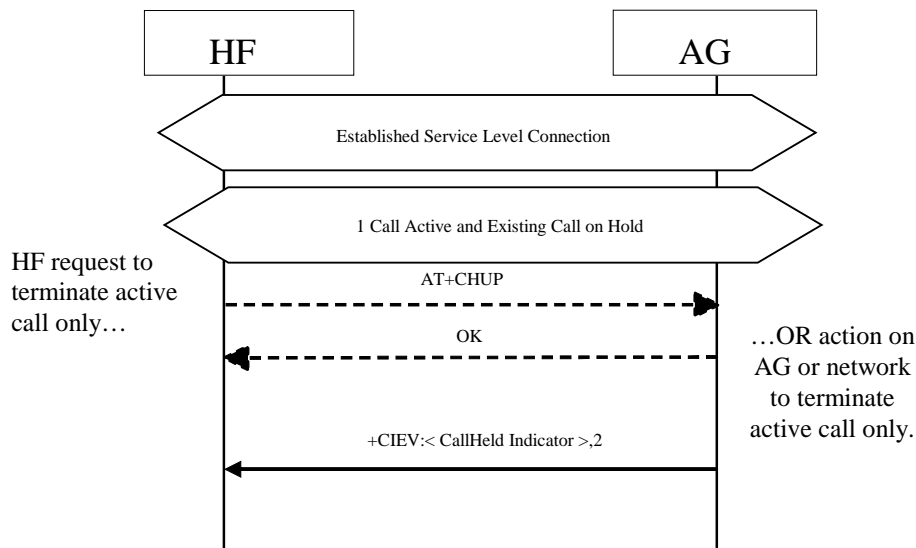 HF
AG
Established Service Level Connection
1 Call Active and Existing Call on Hold
HF request to
terminate active
call only…
AT+CHUP
OK
…OR action on
AG or network
to terminate
active call only.
+CIEV:< CallHeld Indicator >,2